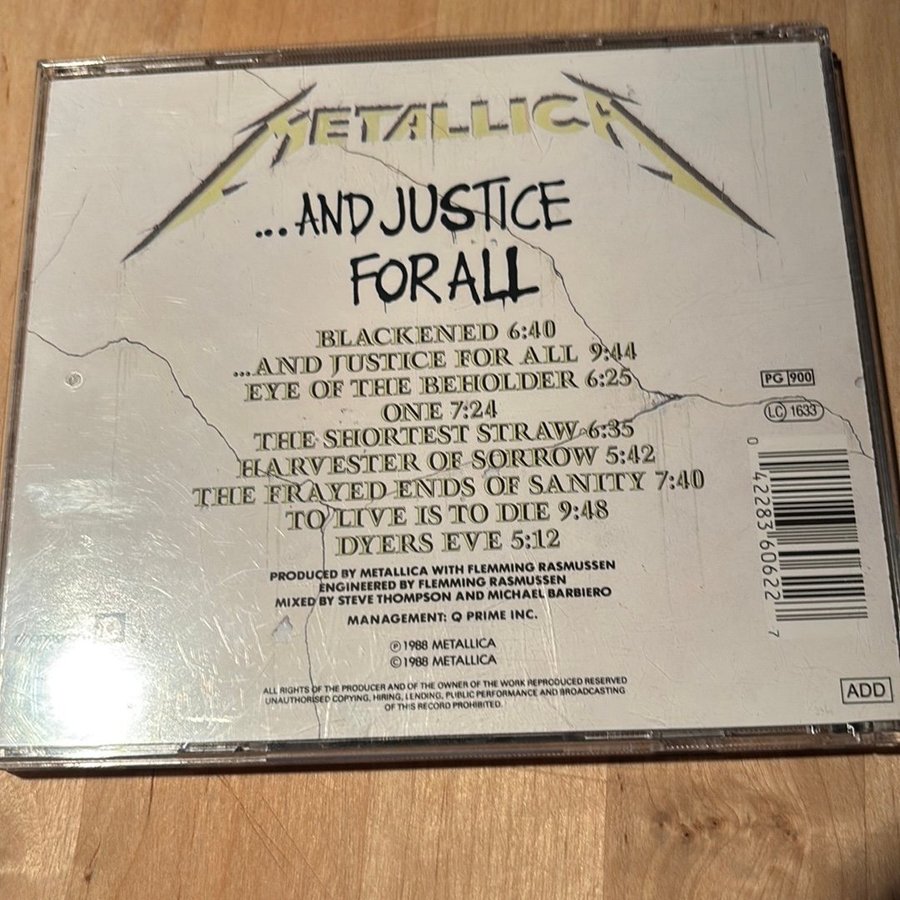 METALLICA
...AND JUSTICE
FOR ALL
BLACKENED 6:40
...AND JUSTICE FOR ALL 9:44
EYE OF THE BEHOLDER 6:25
ONE 7:24
THE SHORTEST STRAW 6:35
HARVESTER OF SORROW 5:42
THE FRAYED ENDS OF SANITY 7:40
TO LIVE IS TO DIE 9:48
DYERS EVE 5:12
PRODUCED BY METALLICA WITH FLEMMING RASMUSSEN
ENGINEERED BY FLEMMING RASMUSSEN
MIXED BY STEVE THOMPSON AND MICHAEL BARBIERO
MANAGEMENT: Q PRIME INC.
℗ 1988 METALLICA
© 1988 METALLICA
ALL RIGHTS OF THE PRODUCER AND OF THE OWNER OF THE WORK REPRODUCED RESERVED
UNAUTHORISED COPYING, HIRING, LENDING, PUBLIC PERFORMANCE AND BROADCASTING
OF THIS RECORD PROHIBITED.
PG 900
LC 1633
0 42283 60622 7
ADD